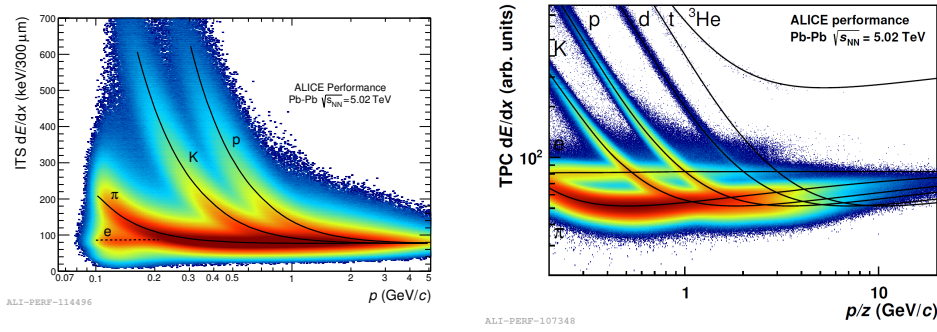 ITS dE/dx (keV/300 μm)
700
600
500
400
300
200
100
0
ALICE Performance
Pb-Pb √sNN = 5.02 TeV
π
e
K
p
0.07 0.1 0.2 0.3 0.4 0.5 1 2 3 4 5
p (GeV/c)
ALI-PERF-114496
TPC dE/dx (arb. units)
10²
K p d t ³He
e
π
ALICE performance
Pb-Pb √sNN = 5.02 TeV
1 10
p/z (GeV/c)
ALI-PERF-107348